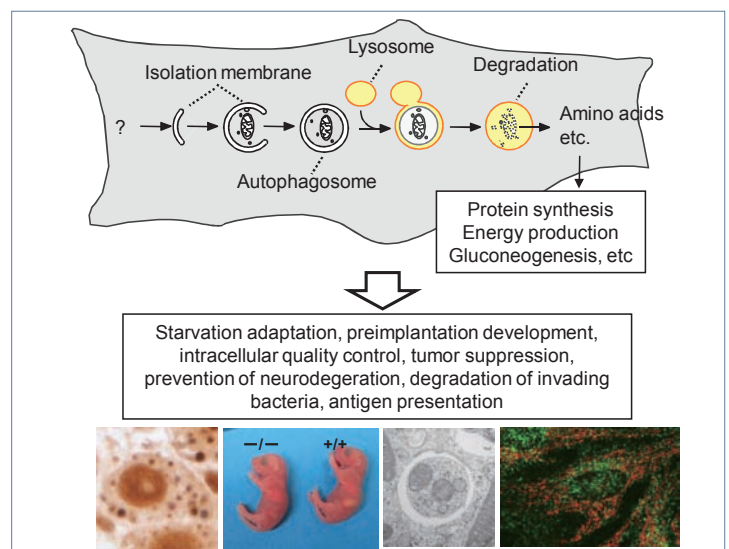 Lysosome
Isolation membrane
Degradation
?
Amino acids
etc.
Autophagosome
Protein synthesis
Energy production
Gluconeogenesis, etc
Starvation adaptation, preimplantation development,
intracellular quality control, tumor suppression,
prevention of neurodegeration, degradation of invading
bacteria, antigen presentation
−/− +/+